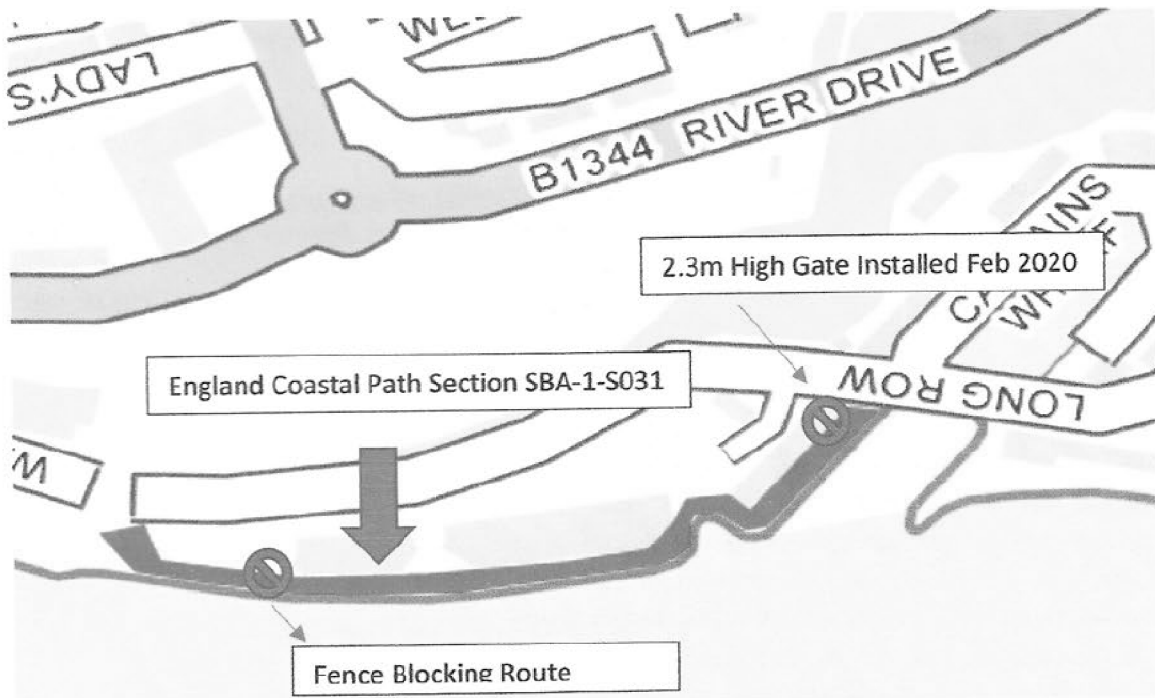 LADY'S
WE
B1344 RIVER DRIVE
2.3m High Gate Installed Feb 2020
England Coastal Path Section SBA-1-S031
LONG ROW
W
Fence Blocking Route